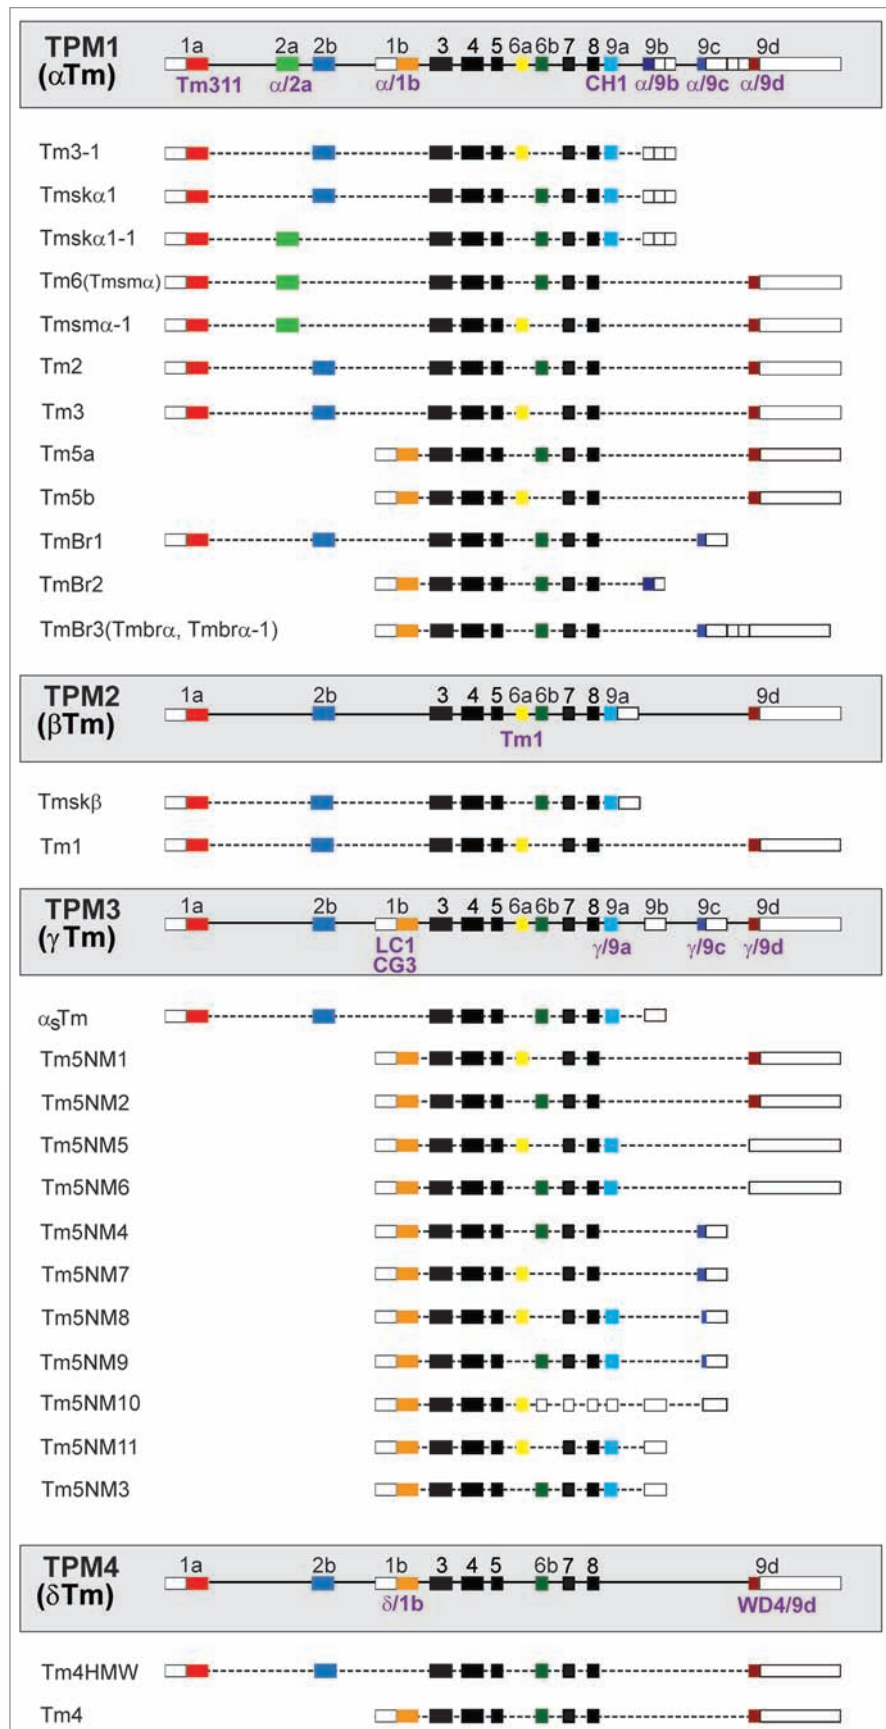 TPM1 1a 2a 2b 1b 3 4 5 6a 6b 7 8 9a 9b 9c 9d
(αTm) Tm311 α/2a α/1b CH1 α/9b α/9c α/9d
Tm3-1
Tmskα1
Tmskα1-1
Tm6(Tmsmα)
Tmsmα-1
Tm2
Tm3
Tm5a
Tm5b
TmBr1
TmBr2
TmBr3(Tmbrα, Tmbrα-1)
TPM2 1a 2b 3 4 5 6a 6b 7 8 9a 9d
(βTm) Tm1
Tmskβ
Tm1
TPM3 1a 2b 1b 3 4 5 6a 6b 7 8 9a 9b 9c 9d
(γTm) LC1 γ/9a γ/9c γ/9d
CG3
αsTm
Tm5NM1
Tm5NM2
Tm5NM5
Tm5NM6
Tm5NM4
Tm5NM7
Tm5NM8
Tm5NM9
Tm5NM10
Tm5NM11
Tm5NM3
TPM4 1a 2b 1b 3 4 5 6b 7 8 9d
(δTm) δ/1b WD4/9d
Tm4HMW
Tm4